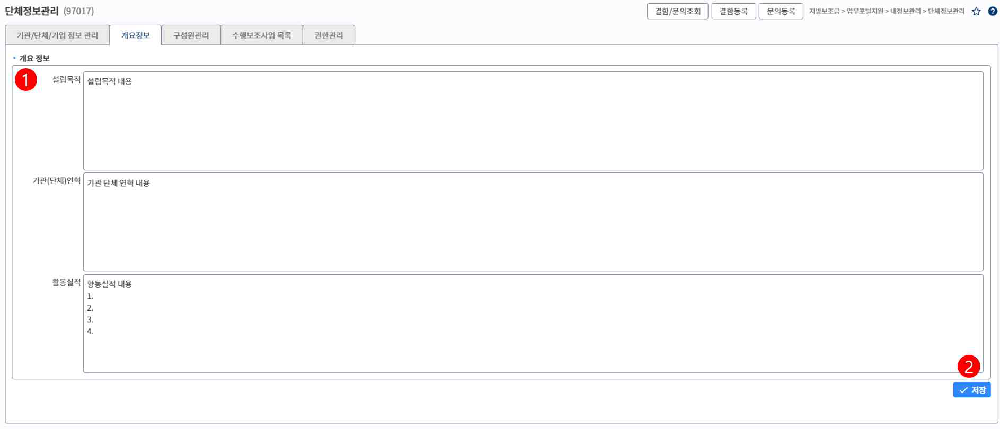 단체정보관리 (97017)
결함/문의조회 결함등록 문의등록 지방보조금 > 업무포털지원 > 내정보관리 > 단체정보관리 ?
기관/단체/기업 정보 관리 개요정보 구성원관리 수행보조사업 목록 권한관리
개요 정보
1
설립목적 설립목적 내용
기관(단체)연혁 기관 단체 연혁 내용
활동실적 황동실적 내용
1.
2.
3.
4.
2
저장